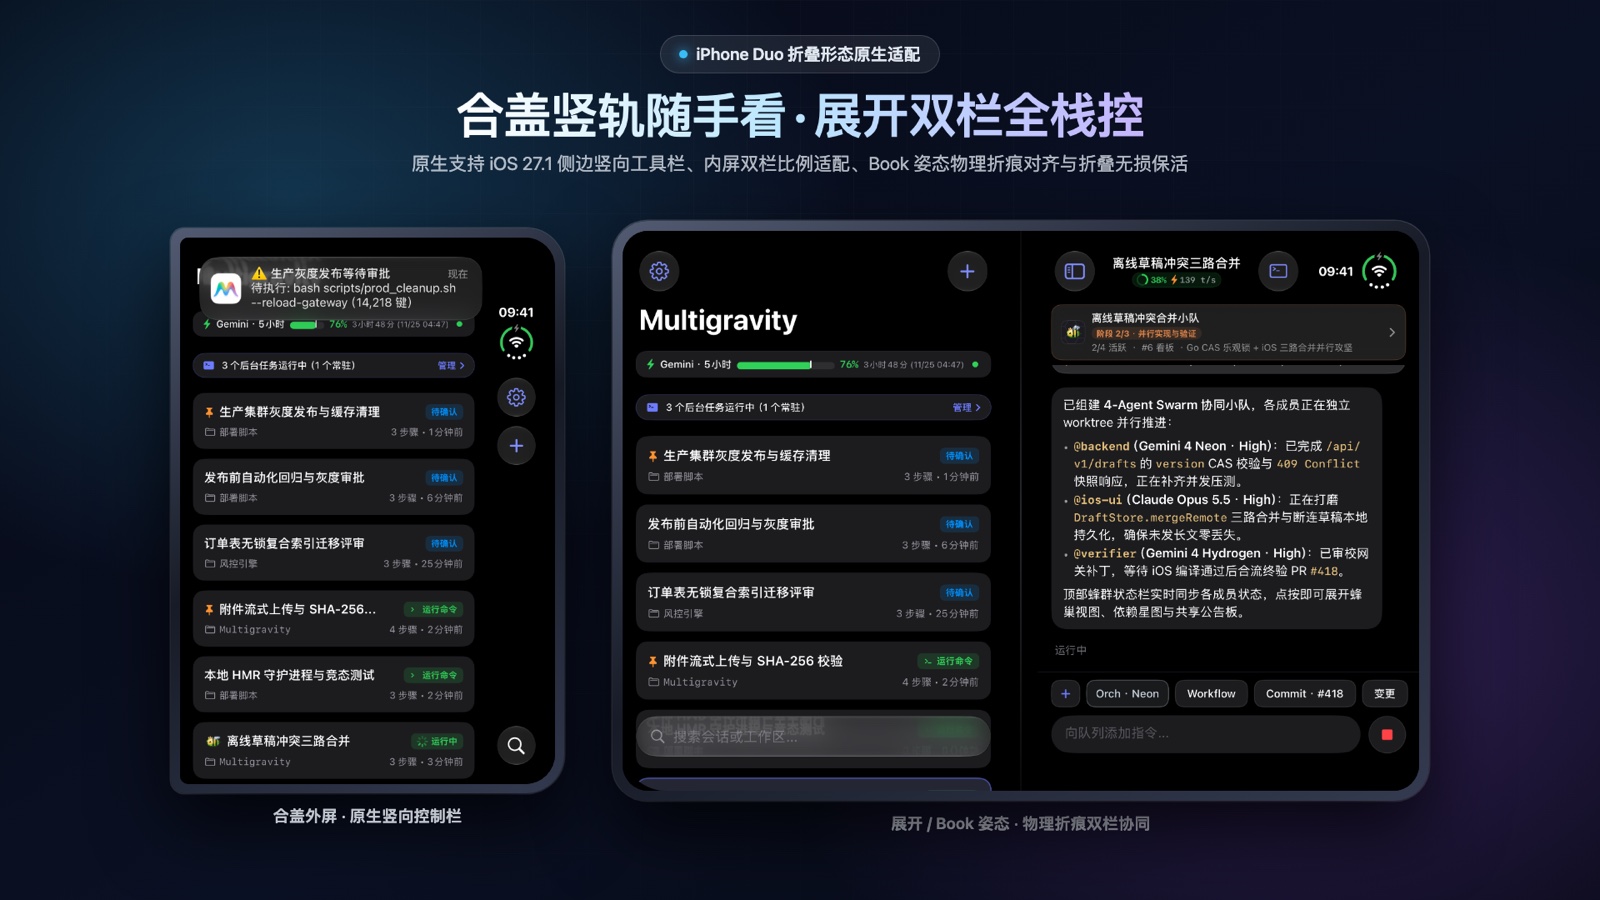 iPhone Duo 折叠形态原生适配
合盖竖轨随手看 · 展开双栏全栈控
原生支持 iOS 27.1 侧边竖向工具栏、内屏双栏比例适配、Book 姿态物理折痕对齐与折叠无损保活
⚠️ 生产灰度发布等待审批
现在
待执行: bash scripts/prod_cleanup.sh
--reload-gateway (14,218 键)
Gemini · 5小时 76% 3小时48分 (11/25 04:47)
3 个后台任务运行中 (1 个常驻)
管理 >
生产集群灰度发布与缓存清理
待确认
部署脚本
3 步骤 • 1分钟前
发布前自动化回归与灰度审批
待确认
部署脚本
3 步骤 • 6分钟前
订单表无锁复合索引迁移评审
待确认
风控引擎
3 步骤 • 25分钟前
附件流式上传与 SHA-256...
运行命令
Multigravity
4 步骤 • 2分钟前
本地 HMR 守护进程与竞态测试
运行命令
部署脚本
3 步骤 • 2分钟前
离线草稿冲突三路合并
运行中
Multigravity
3 步骤 • 3分钟前
09:41
合盖外屏 · 原生竖向控制栏
Multigravity
Gemini · 5小时 76% 3小时48分 (11/25 04:47)
3 个后台任务运行中 (1 个常驻)
管理 >
生产集群灰度发布与缓存清理
待确认
部署脚本
3 步骤 • 1分钟前
发布前自动化回归与灰度审批
待确认
部署脚本
3 步骤 • 6分钟前
订单表无锁复合索引迁移评审
待确认
风控引擎
3 步骤 • 25分钟前
附件流式上传与 SHA-256 校验
运行命令
Multigravity
4 步骤 • 2分钟前
搜索会话或工作区...
离线草稿冲突三路合并
38% 139 t/s
09:41
离线草稿冲突合并小队
阶段 2/3 · 并行实现与验证
2/4 活跃 · #6 看板 · Go CAS 乐观锁 + iOS 三路合并并行攻坚
已组建 4-Agent Swarm 协同小队，各成员正在独立
worktree 并行推进：
• @backend (Gemini 4 Neon · High)：已完成 /api/
v1/drafts 的 version CAS 校验与 409 Conflict
快照响应，正在补齐并发压测。
• @ios-ui (Claude Opus 5.5 · High)：正在打磨
DraftStore.mergeRemote 三路合并与断连草稿本地
持久化，确保未发长文零丢失。
• @verifier (Gemini 4 Hydrogen · High)：已审校网
关补丁，等待 iOS 编译通过后合流终验 PR #418。
顶部蜂群状态栏实时同步各成员状态，点按即可展开蜂
巢视图、依赖星图与共享公告板。
运行中
Orch · Neon
Workflow
Commit · #418
变更
向队列添加指令...
展开 / Book 姿态 · 物理折痕双栏协同